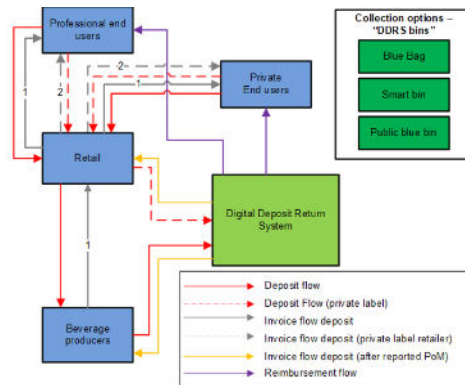 Professional end
users
Collection options –
“DDRS bins”
Blue Bag
Smart bin
Public blue bin
2
1
2
1
Private
End users
Retail
Digital Deposit Return
System
1
Beverage
producers
Deposit flow
Deposit Flow (private label)
Invoice flow deposit
Invoice flow deposit (private label retailer)
Invoice flow deposit (after reported PoM)
Reimbursement flow